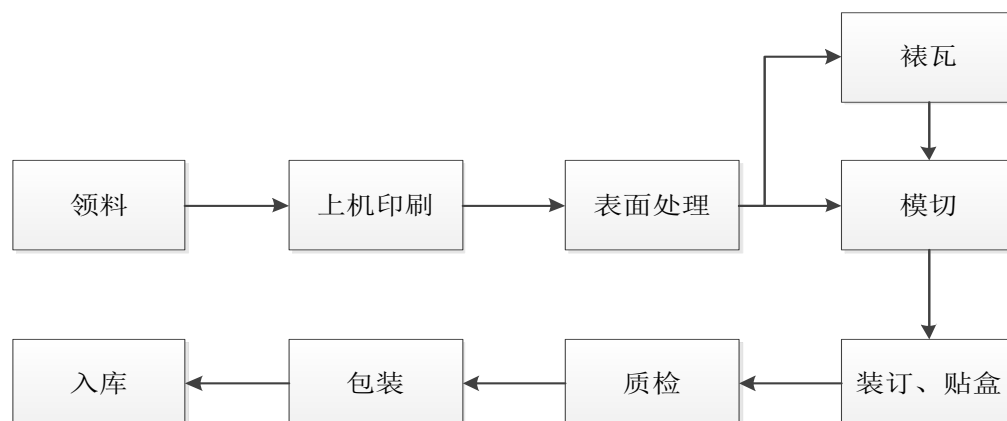 裱瓦
领料
上机印刷
表面处理
模切
入库
包装
质检
装订、贴盒